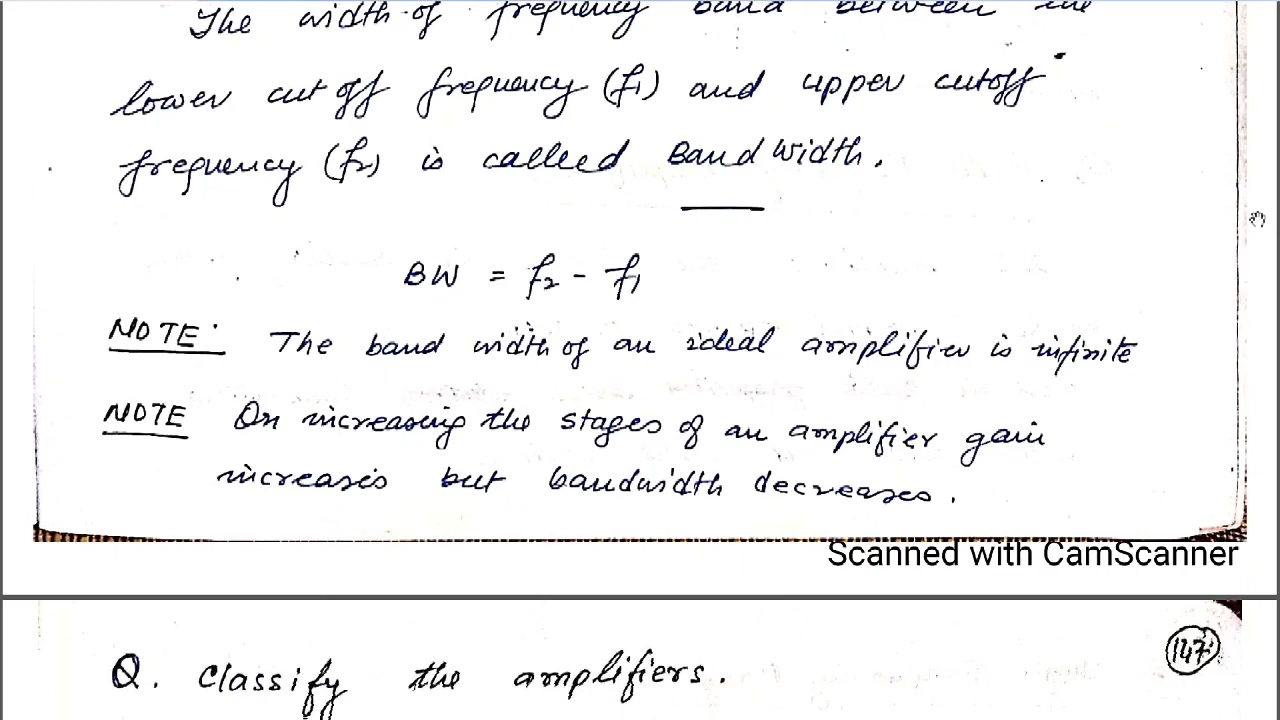 The width of frequency band between the
lower cut off frequency (f1) and upper cutoff
frequency (f2) is called Band Width.
BW = f2 - f1
NOTE: The band width of an ideal amplifier is infinite
NOTE On increasing the stages of an amplifier gain
increases but bandwidth decreases.
Scanned with CamScanner
147
Q. Classify the amplifiers.